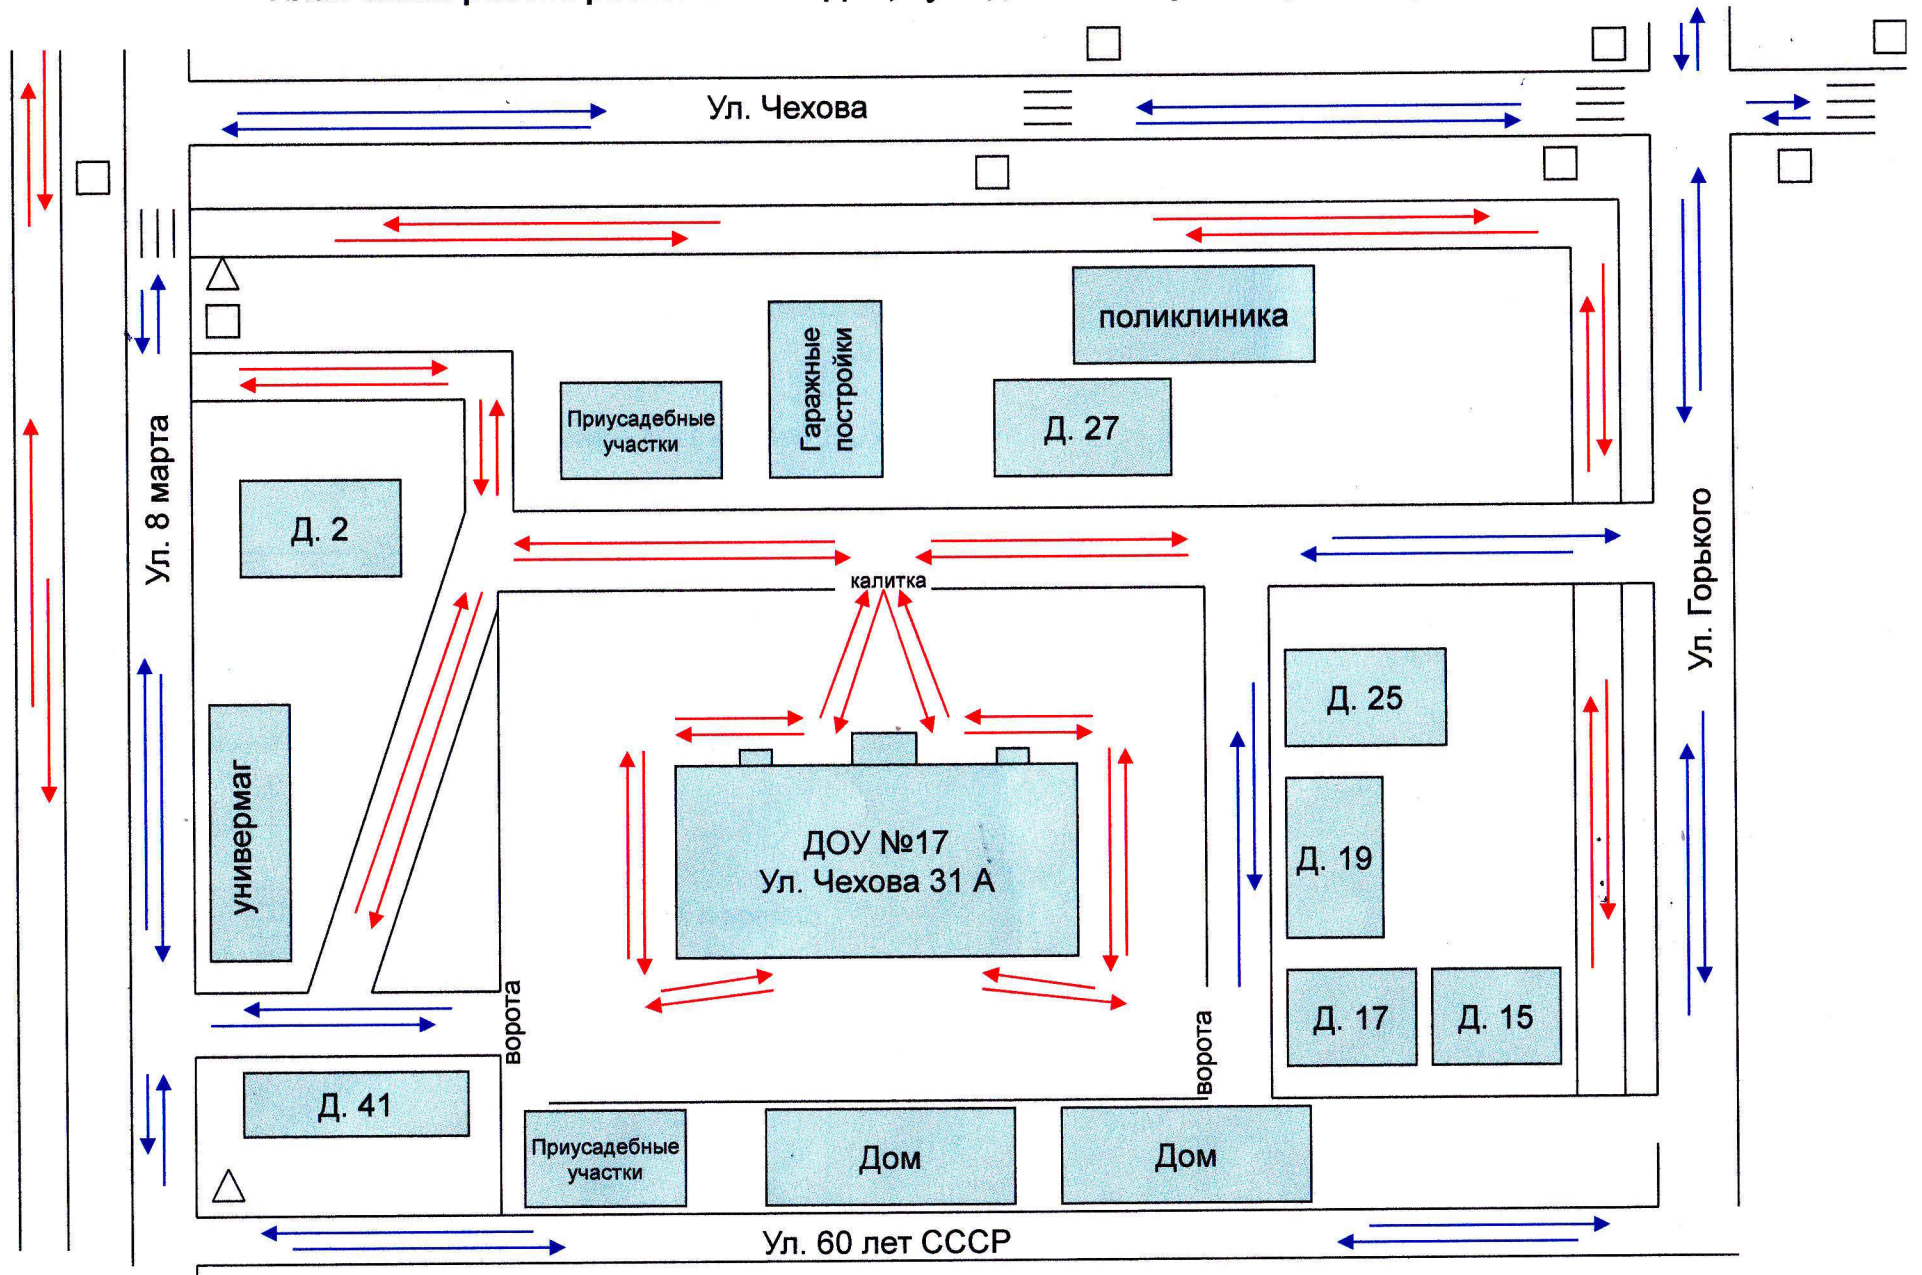 Ул. Чехова
поликлиника
Гаражные
постройки
Приусадебные
участки
Д. 27
Ул. 8 марта
Д. 2
Ул. Горького
калитка
Д. 25
универмаг
ДОУ №17
Ул. Чехова 31 А
Д. 19
ворота
ворота
Д. 17
Д. 15
Д. 41
Приусадебные
участки
Дом
Дом
Ул. 60 лет СССР